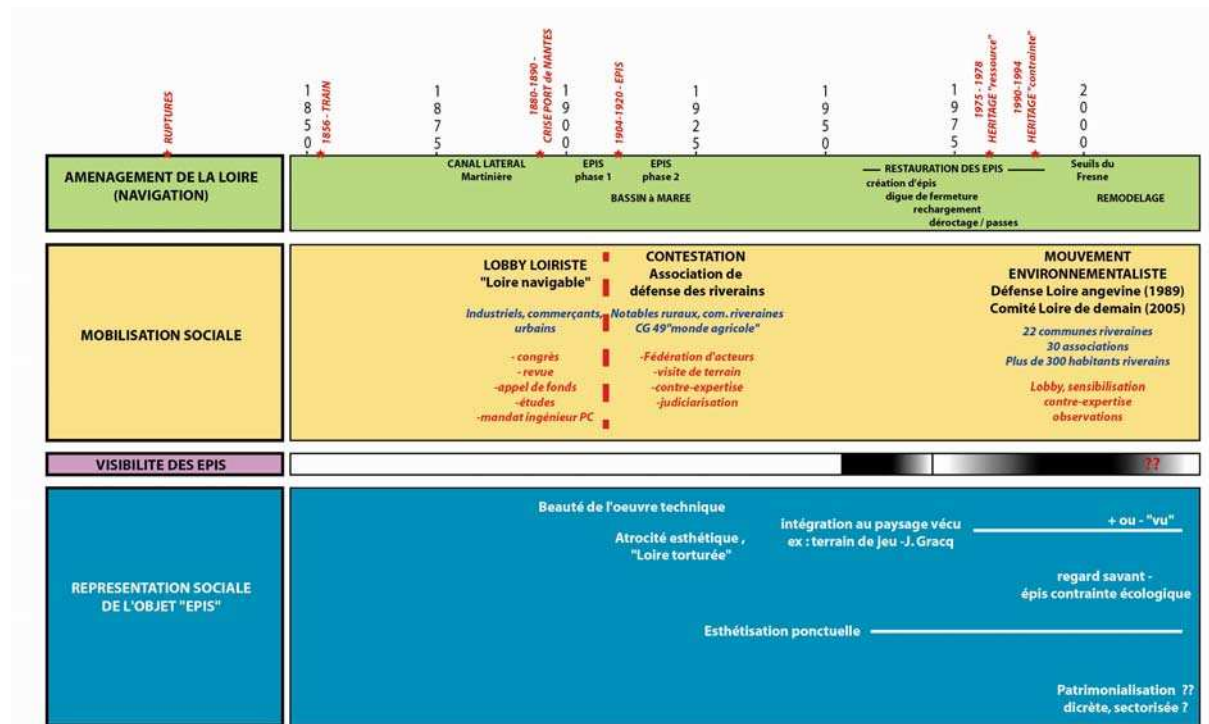 RUPTURES
1850
1856 - TRAIN
1875
1880-1890 -
CRISE PORT de NANTES
1900
1904-1920 - EPIS
1925
1950
1975
1975 - 1978
HERITAGE "ressource"
1990-1994
HERITAGE "contrainte"
2000
AMENAGEMENT DE LA LOIRE
(NAVIGATION)
CANAL LATERAL
Martinière
EPIS
phase 1
EPIS
phase 2
BASSIN à MAREE
RESTAURATION DES EPIS
création d'épis
digue de fermeture
rechargement
déroctage / passes
Seuils du
Fresne
REMODELAGE
MOBILISATION SOCIALE
LOBBY LOIRISTE
"Loire navigable"
Industriels, commerçants,
urbains
- congrès
- revue
-appel de fonds
-études
-mandat ingénieur PC
CONTESTATION
Association de
défense des riverains
Notables ruraux, com. riveraines
CG 49"monde agricole"
-Fédération d'acteurs
-visite de terrain
-contre-expertise
-judiciarisation
MOUVEMENT
ENVIRONNEMENTALISTE
Défense Loire angevine (1989)
Comité Loire de demain (2005)
22 communes riveraines
30 associations
Plus de 300 habitants riverains
Lobby, sensibilisation
contre-expertise
observations
VISIBILITE DES EPIS
??
REPRESENTATION SOCIALE
DE L'OBJET "EPIS"
Beauté de l'oeuvre technique
Atrocité esthétique ,
"Loire torturée"
intégration au paysage vécu
ex : terrain de jeu -J. Gracq
+ ou - "vu"
regard savant -
épis contrainte écologique
Esthétisation ponctuelle
Patrimonialisation ??
dicrète, sectorisée ?